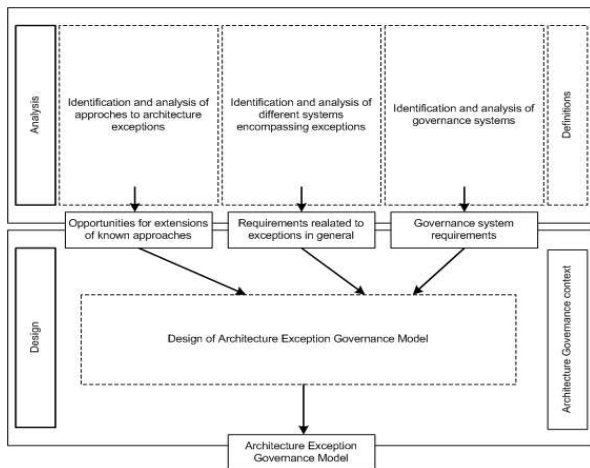 Analysis
Identification and analysis of
approches to architecture
exceptions
Identification and analysis of
different systems
encompassing exceptions
Identification and analysis of
governance systems
Definitions
Opportunities for extensions
of known approaches
Requirements realated to
exceptions in general
Governance system
requirements
Design
Design of Architecture Exception Governance Model
Architecture Governance context
Architecture Exception
Governance Model